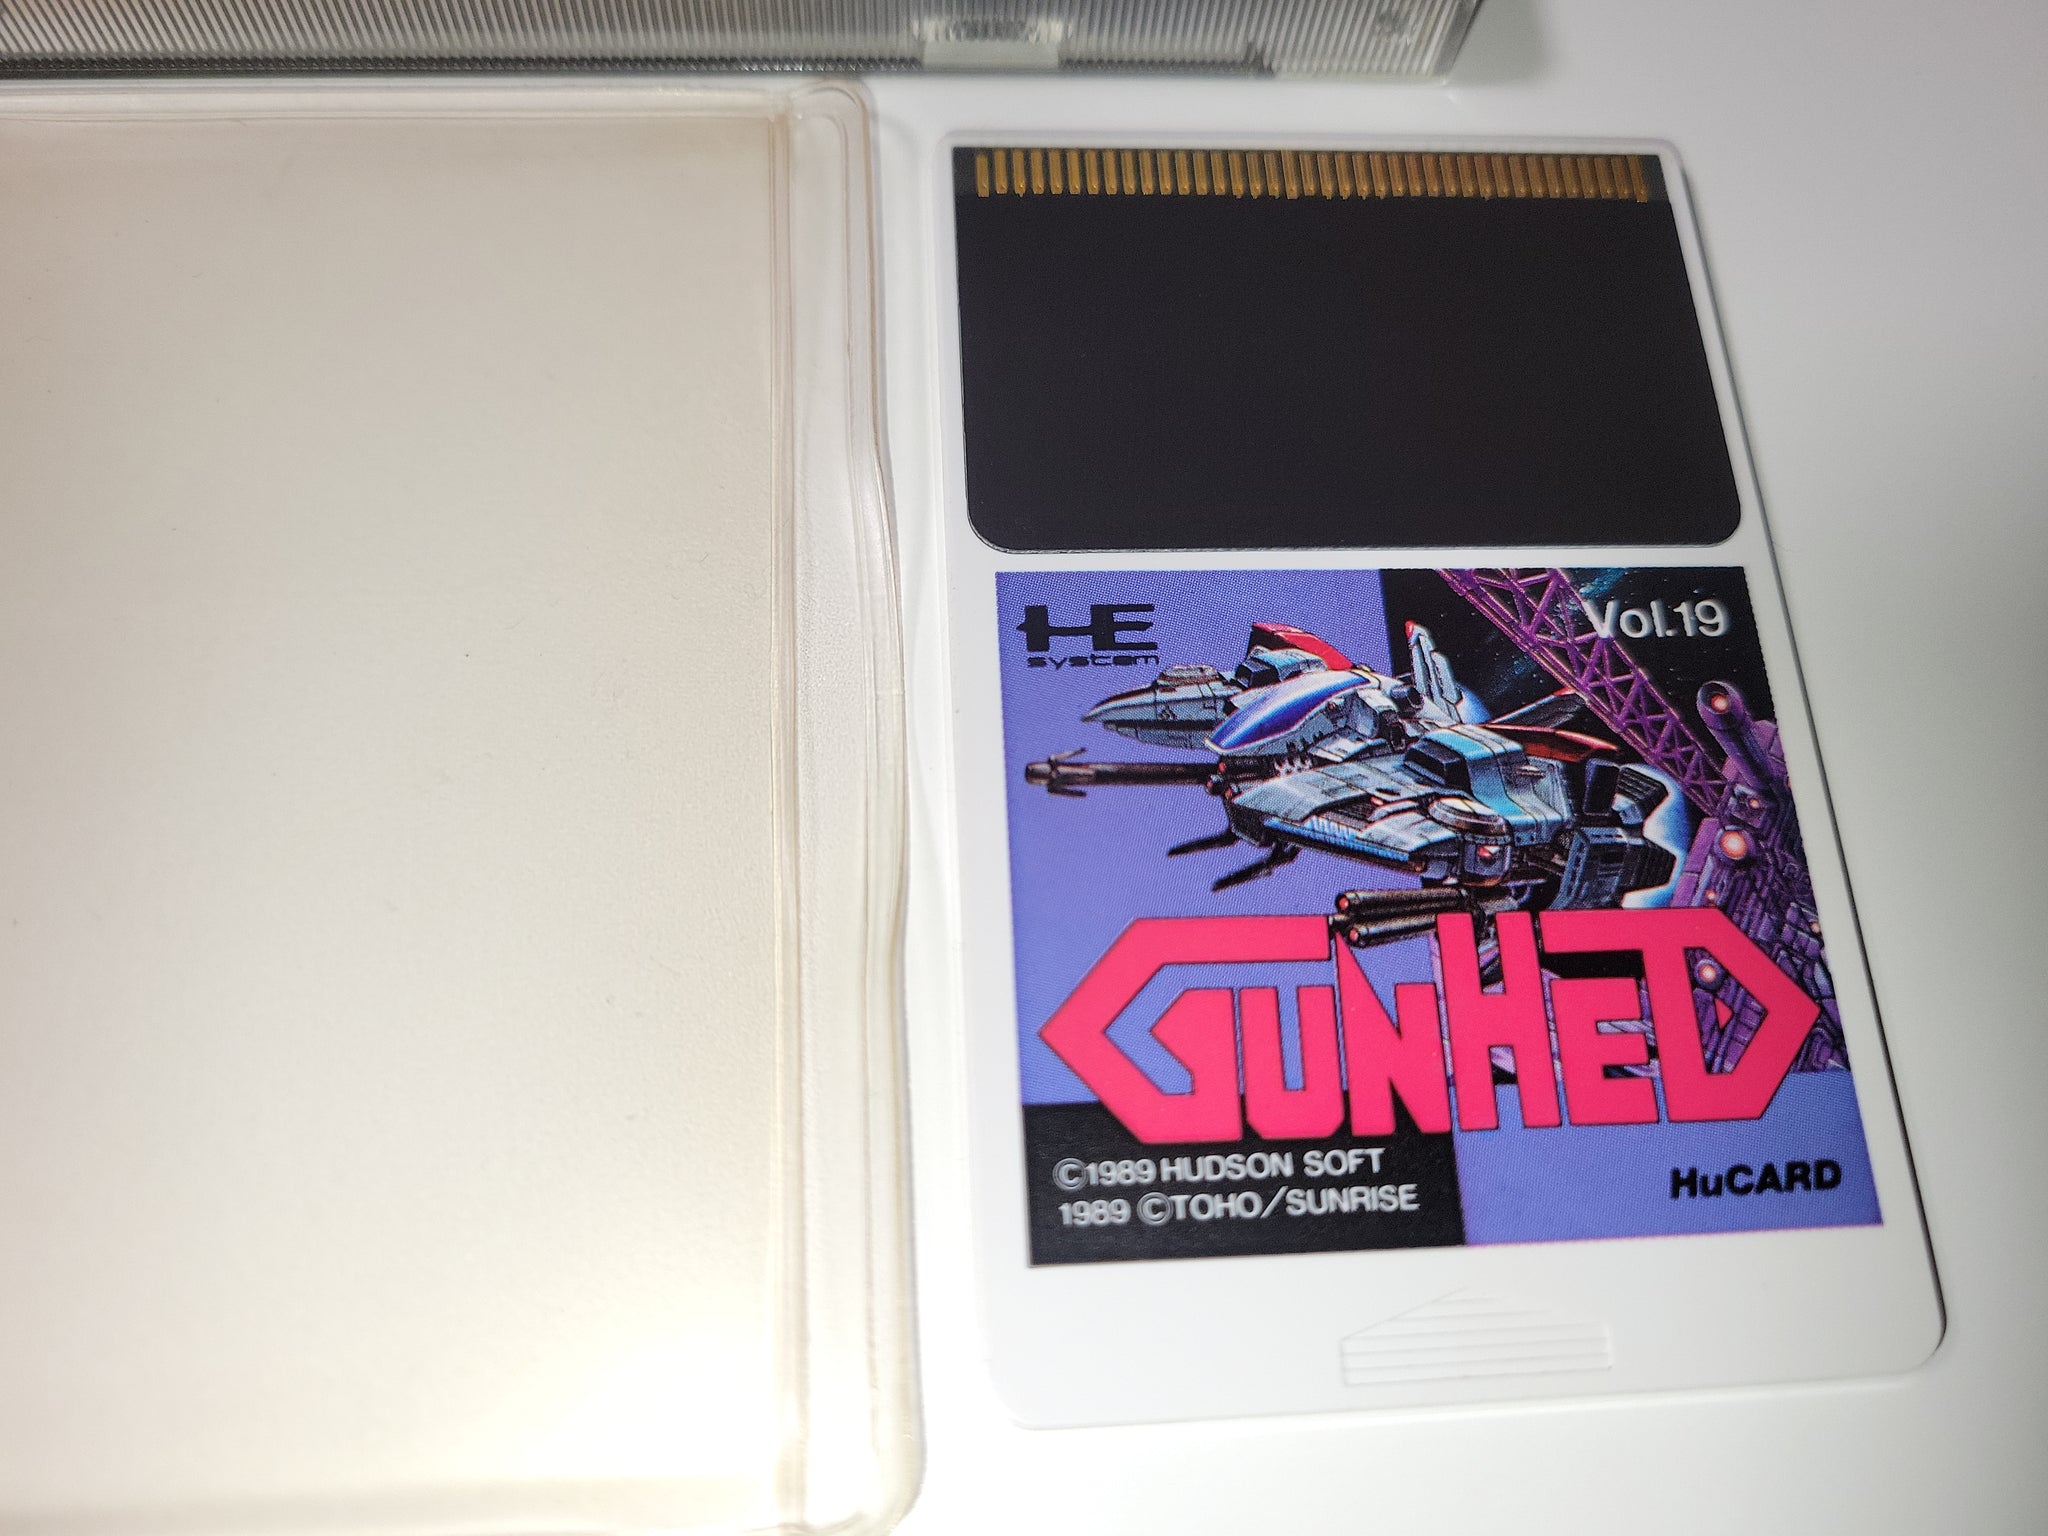 HE
system
Vol.19
GUNHED
©1989 HUDSON SOFT
1989 ©TOHO/SUNRISE
HuCARD